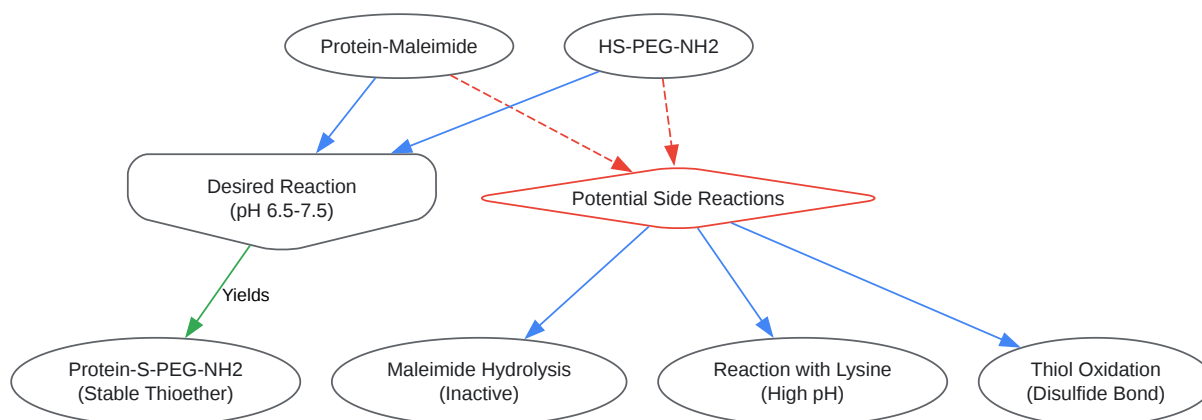 Protein-Maleimide
HS-PEG-NH2
Desired Reaction
(pH 6.5-7.5)
Potential Side Reactions
Yields
Protein-S-PEG-NH2
(Stable Thioether)
Maleimide Hydrolysis
(Inactive)
Reaction with Lysine
(High pH)
Thiol Oxidation
(Disulfide Bond)